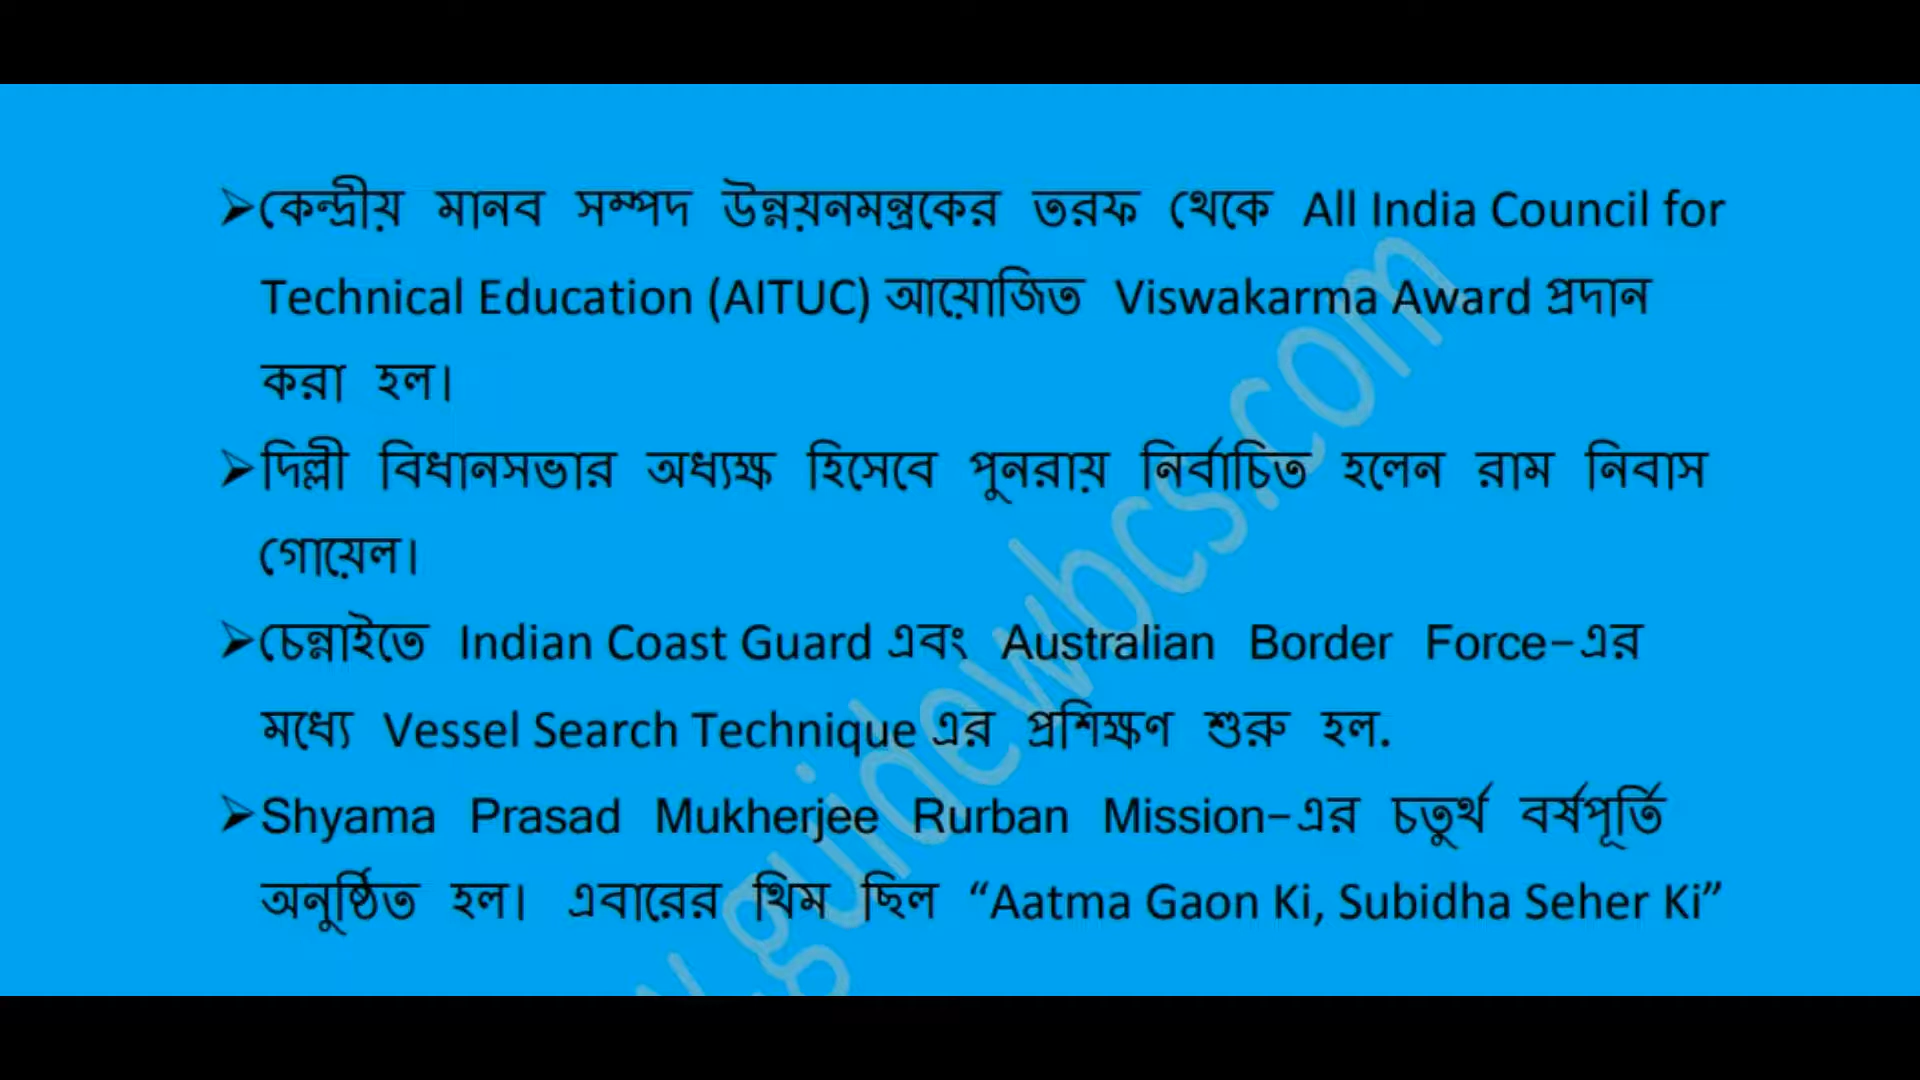 ➢কেন্দ্রীয় মানব সম্পদ উন্নয়নমন্ত্রকের তরফ থেকে All India Council for
Technical Education (AITUC) আয়োজিত Viswakarma Award প্রদান
করা হল।
➢দিল্লী বিধানসভার অধ্যক্ষ হিসেবে পুনরায় নির্বাচিত হলেন রাম নিবাস
গোয়েল।
➢চেন্নাইতে Indian Coast Guard এবং Australian Border Force-এর
মধ্যে Vessel Search Technique এর প্রশিক্ষণ শুরু হল.
➢Shyama Prasad Mukherjee Rurban Mission-এর চতুর্থ বর্ষপূর্তি
অনুষ্ঠিত হল। এবারের থিম ছিল “Aatma Gaon Ki, Subidha Seher Ki”
w.guidewbcs.com